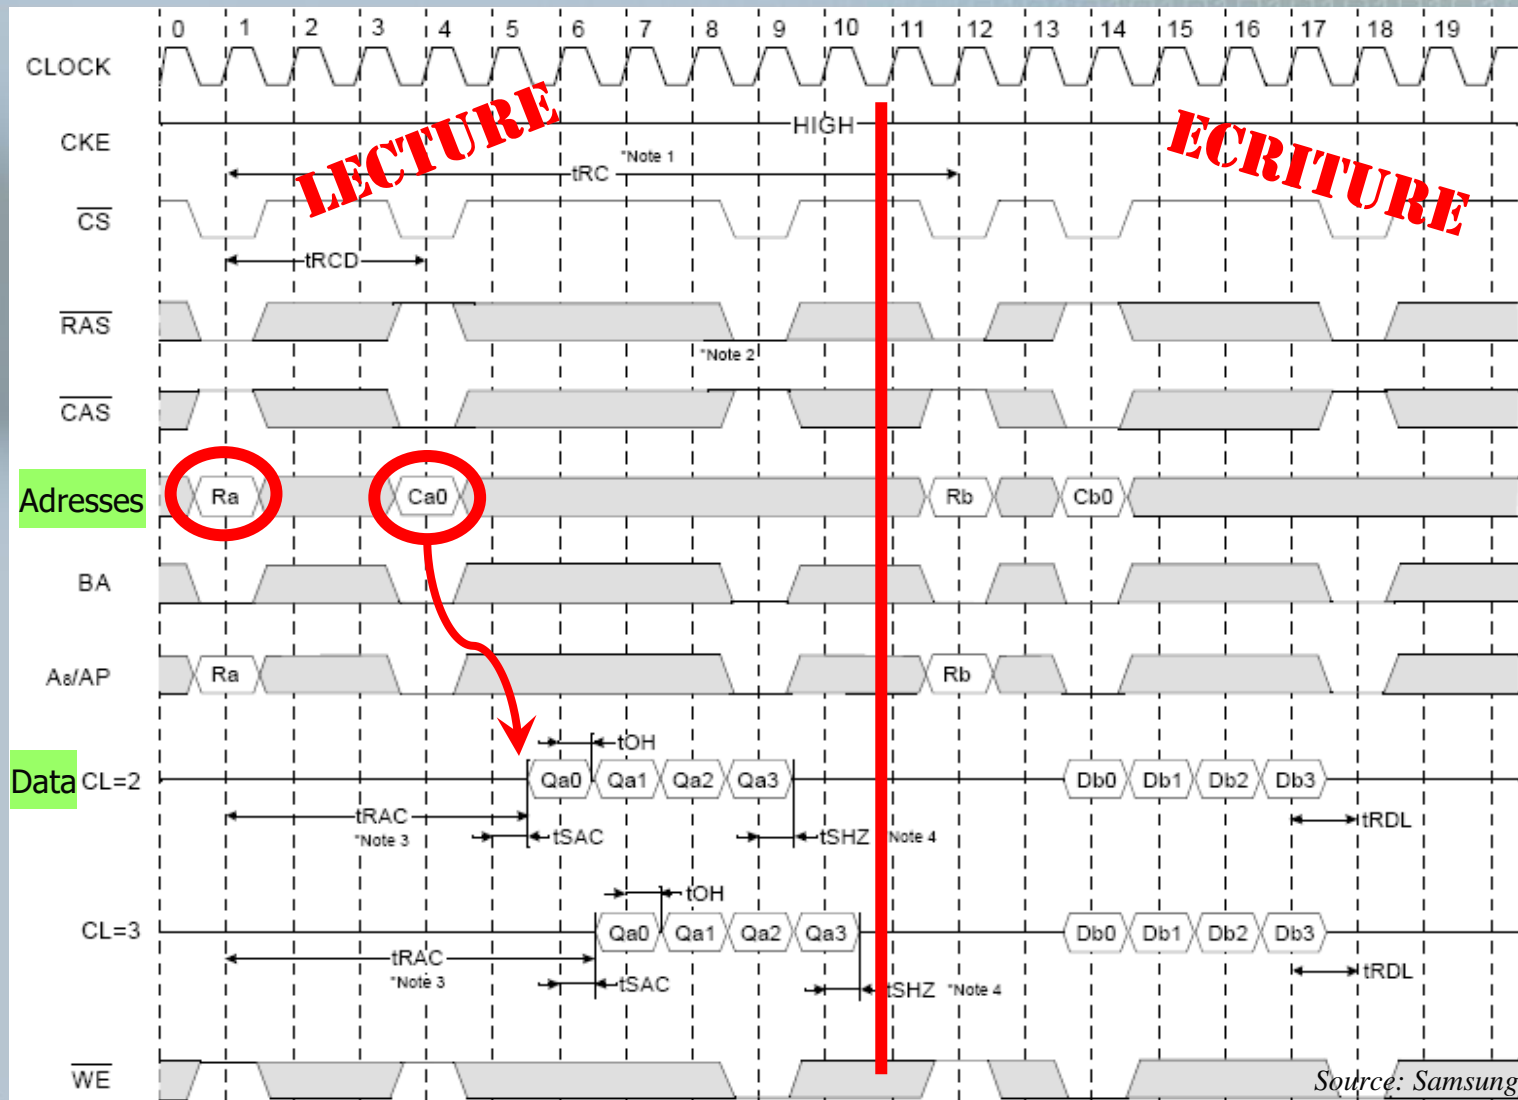 0 1 2 3 4 5 6 7 8 9 10 11 12 13 14 15 16 17 18 19
CLOCK
CKE HIGH
LECTURE ECRITURE
tRC *Note 1
CS
tRCD
RAS
*Note 2
CAS
Adresses Ra Ca0 Rb Cb0
BA
A8/AP Ra Rb
tOH
Data CL=2 Qa0 Qa1 Qa2 Qa3 Db0 Db1 Db2 Db3
tRAC tSAC tSHZ *Note 4 tRDL
*Note 3
tOH
CL=3 Qa0 Qa1 Qa2 Qa3 Db0 Db1 Db2 Db3
tRAC tRDL
*Note 3 tSAC tSHZ *Note 4
WE
Source: Samsung